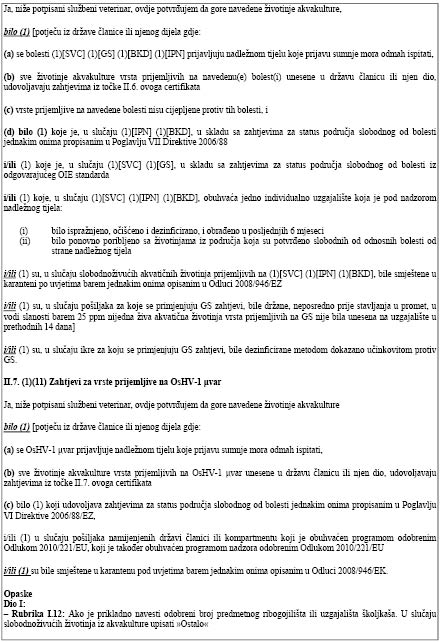 Ja, niže potpisani službeni veterinar, ovdje potvrđujem da gore navedene životinje akvakulture,
bilo (1) [potječu iz države članice ili njenog dijela gdje:
(a) se bolesti (1)[SVC] (1)[GS] (1)[BKD] (1)[IPN] prijavljuju nadležnom tijelu koje prijavu sumnje mora odmah ispitati,
(b) sve životinje akvakulture vrsta prijemljivih na navedenu(e) bolest(i) unesene u državu članicu ili njen dio,
udovoljavaju zahtjevima iz točke II.6. ovoga certifikata
(c) vrste prijemljive na navedene bolesti nisu cijepljene protiv tih bolesti, i
(d) bilo (1) koje je, u slučaju (1)[IPN] (1)[BKD], u skladu sa zahtjevima za status područja slobodnog od bolesti
jednakim onima propisanim u Poglavlju VII Direktive 2006/88
i/ili (1) koje je, u slučaju (1)[SVC] (1)[GS], u skladu sa zahtjevima za status područja slobodnog od bolesti iz
odgovarajućeg OIE standarda
i/ili (1) koje, u slučaju (1)[SVC] (1)[IPN] (1)[BKD], obuhvaća jedno individualno uzgajalište koja je pod nadzorom
nadležnog tijela:
(i) bilo ispražnjeno, očišćeno i dezinficirano, i obrađeno u posljednjih 6 mjeseci
(ii) bilo ponovno poribljeno sa životinjama iz područja koja su potvrđeno slobodnih od odnosnih bolesti od
strane nadležnog tijela
i/ili (1) su, u slučaju slobodnoživućih akvatičnih životinja prijemljivih na (1)[SVC] (1)[IPN] (1)[BKD], bile smještene u
karanteni po uvjetima barem jednakim onima opisanim u Odluci 2008/946/EZ
i/ili (1) su, u slučaju pošiljaka za koje se primjenjuju GS zahtjevi, bile držane, neposredno prije stavljanja u promet, u
vodi slanosti barem 25 ppm nijedna živa akvatična životinja vrsta prijemljivih na GS nije bila unesena na uzgajalište u
prethodnih 14 dana]
i/ili (1) su, u slučaju ikre za koju se primjenjuju GS zahtjevi, bile dezinficirane metodom dokazano učinkovitom protiv
GS.
II.7. (1)(11) Zahtjevi za vrste prijemljive na OsHV-1 μvar
Ja, niže potpisani službeni veterinar, ovdje potvrđujem da gore navedene životinje akvakulture
bilo (1) [potječu iz države članice ili njenog dijela gdje:
(a) se OsHV-1 μvar prijavljuje nadležnom tijelu koje prijavu sumnje mora odmah ispitati,
(b) sve životinje akvakulture vrsta prijemljivih na OsHV-1 μvar unesene u državu članicu ili njen dio, udovoljavaju
zahtjevima iz točke II.7. ovoga certifikata
(c) bilo (1) koji udovoljava zahtjevima za status područja slobodnog od bolesti jednakim onima propisanim u Poglavlju
VI Direktive 2006/88/EZ,
i/ili (1) u slučaju pošiljaka namijenjenih državi članici ili kompartmentu koji je obuhvaćen programom odobrenim
Odlukom 2010/221/EU, koji je također obuhvaćen programom nadzora odobrenim Odlukom 2010/221/EU
i/ili (1) su bile smještene u karantenu pod uvjetima barem jednakim onima opisanim u Odluci 2008/946/EK.
Opaske
Dio I:
– Rubrika I.12: Ako je prikladno navesti odobreni broj predmetnog ribogojilišta ili uzgajališta školjkaša. U slučaju
slobodnoživućih životinja iz akvakulture upisati »Ostalo«